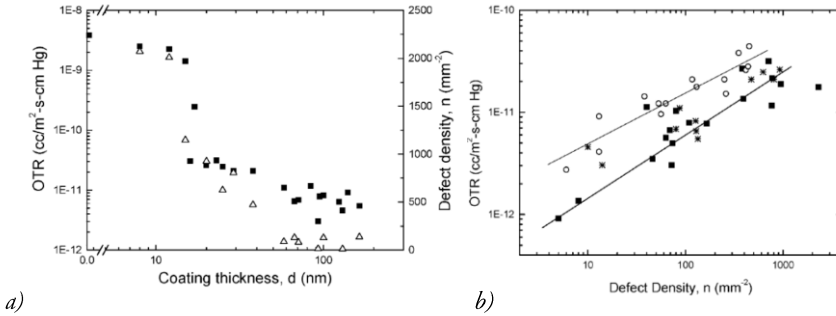 1E-8
1E-9
1E-10
1E-11
1E-12
OTR (cc/m²-s-cm Hg)
2500
2000
1500
1000
500
0
Defect density, n (mm⁻²)
0.0
10
100
Coating thickness, d (nm)
a)
1E-10
1E-11
1E-12
OTR (cc/m²-s-cm Hg)
10
100
1000
Defect Density, n (mm⁻²)
b)